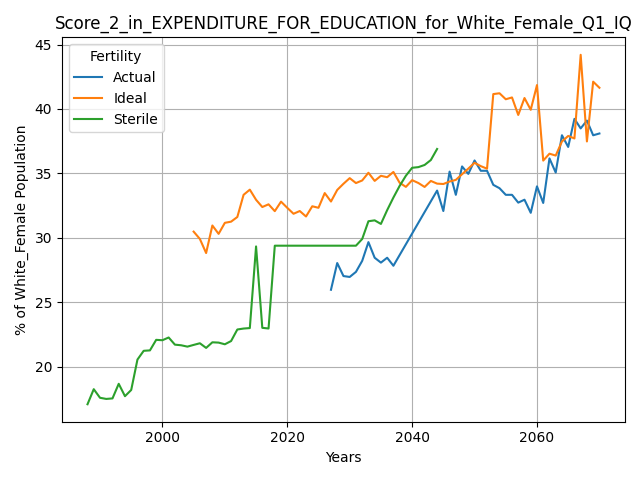 Score_2_in_EXPENDITURE_FOR_EDUCATION_for_White_Female_Q1_IQ
Fertility
Actual
Ideal
Sterile
45
40
35
30
25
20
% of White_Female Population
2000
2020
2040
2060
Years